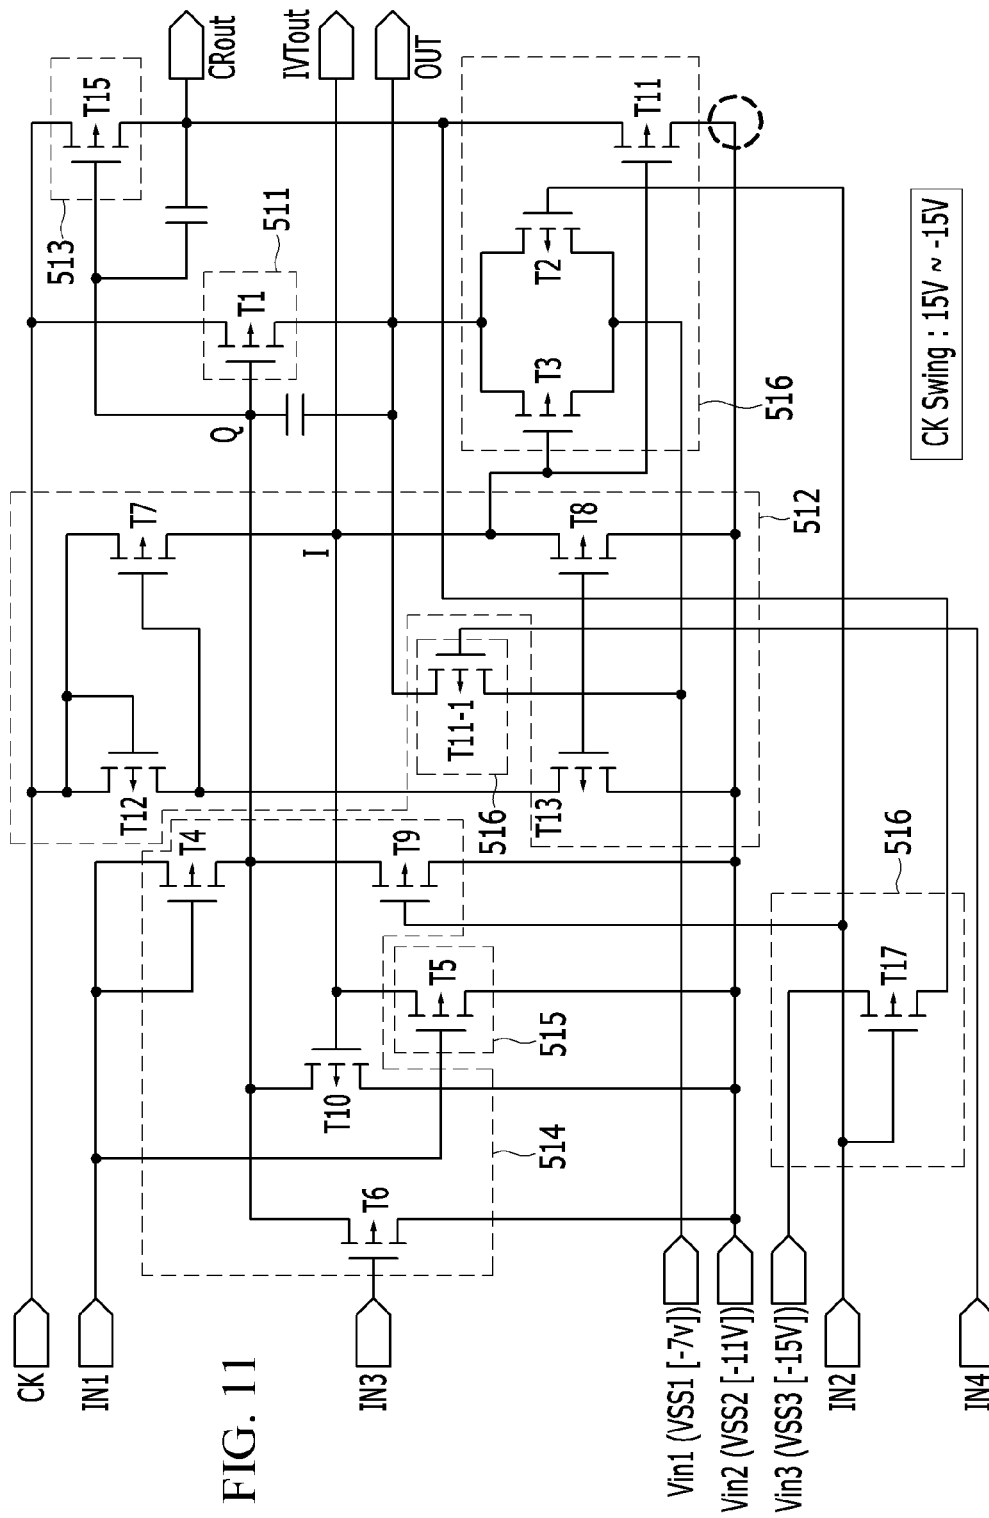 FIG. 11
CK
IN1
IN3
Vin1 (VSS1 [-7v])
Vin2 (VSS2 [-11V])
Vin3 (VSS3 [-15V])
IN2
IN4
T6
514
T10
T5
515
T4
T9
T17
516
T12
T7
T13
T8
512
T11-1
516
I
Q
T1
511
T3
T2
T11
516
T15
513
CRout
IVTout
OUT
CK Swing : 15V ~ -15V